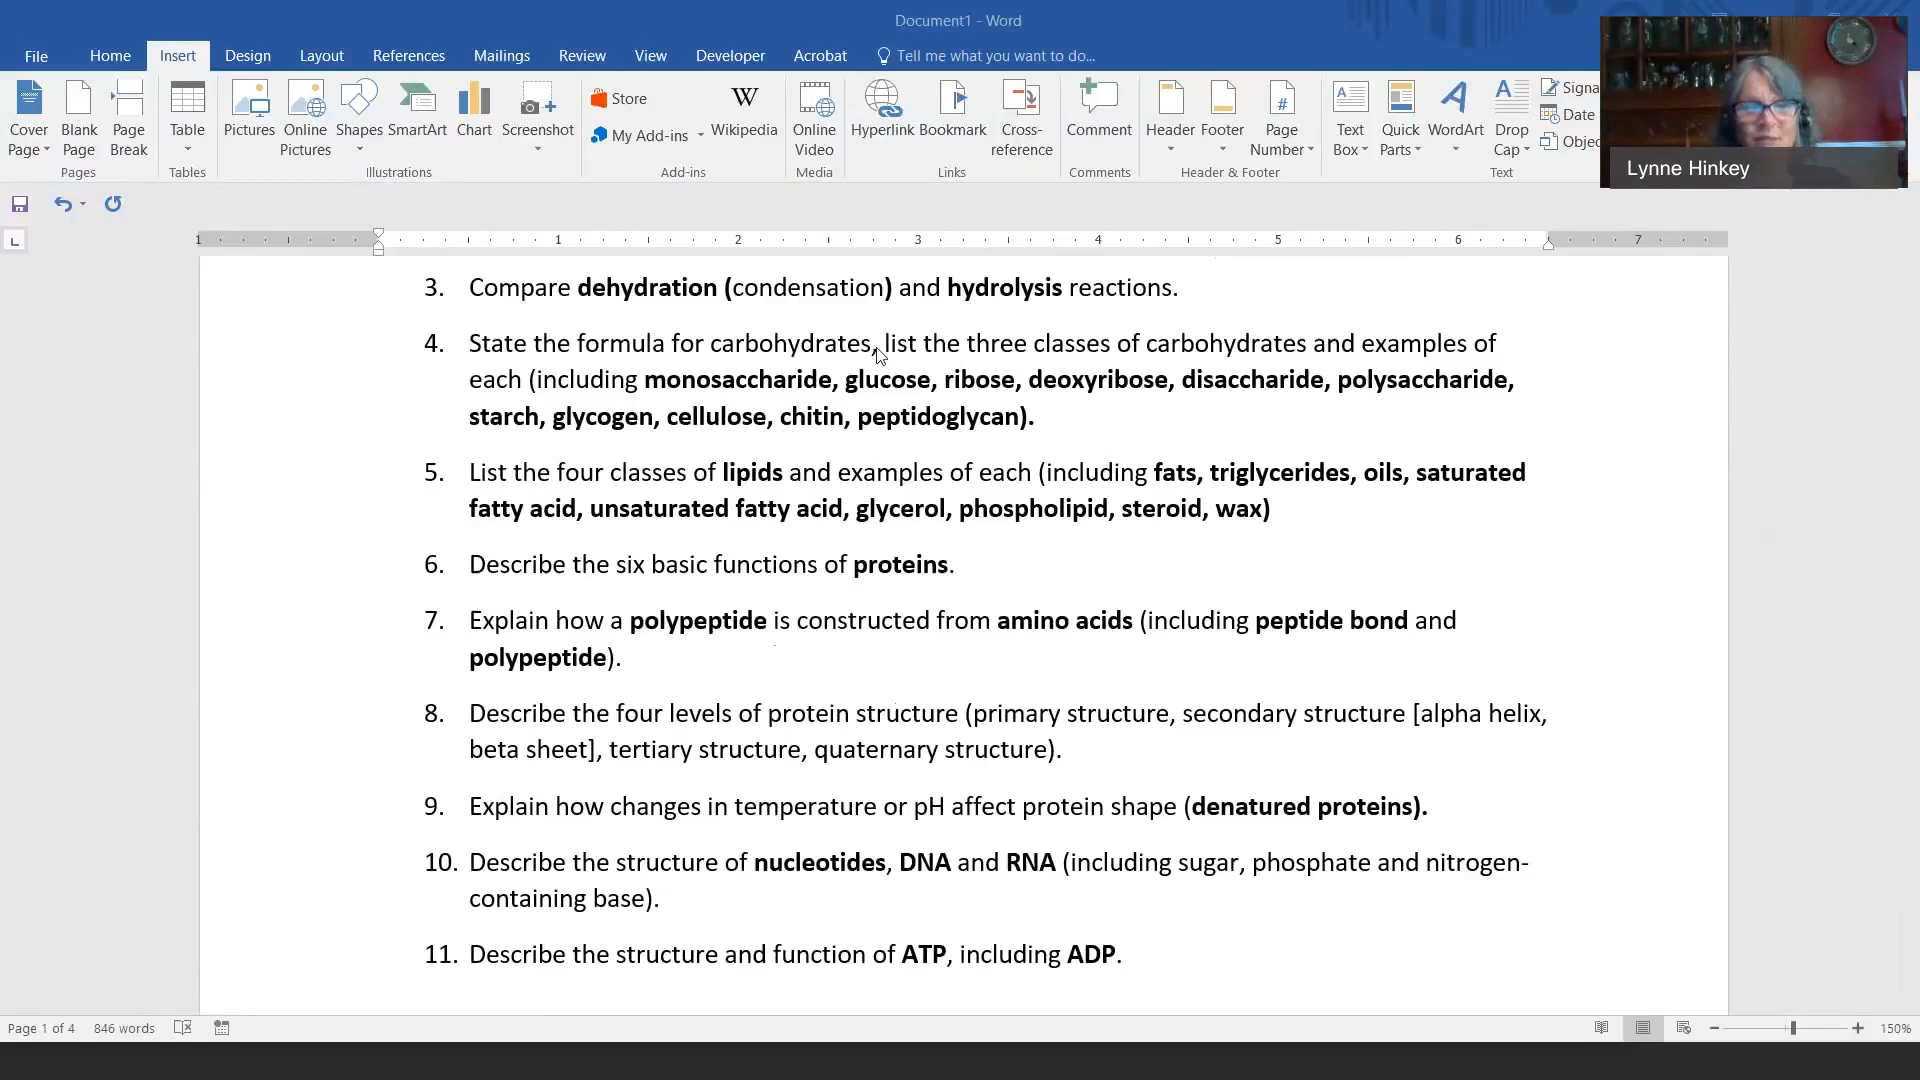 Document1 - Word
File Home Insert Design Layout References Mailings Review View Developer Acrobat Tell me what you want to do...
Cover Page
Blank Page
Page Break
Table
Pictures
Online Pictures
Shapes
SmartArt
Chart
Screenshot
Store
My Add-ins
W
Wikipedia
Online Video
Hyperlink
Bookmark
Cross-reference
Comment
Header
Footer
Page Number
Text Box
Quick Parts
WordArt
Drop Cap
Signa
Date
Objec
Pages Tables Illustrations Add-ins Media Links Comments Header & Footer Text
Lynne Hinkey
1 1 2 3 4 5 6 7
3. Compare dehydration (condensation) and hydrolysis reactions.
4. State the formula for carbohydrates, list the three classes of carbohydrates and examples of
each (including monosaccharide, glucose, ribose, deoxyribose, disaccharide, polysaccharide,
starch, glycogen, cellulose, chitin, peptidoglycan).
5. List the four classes of lipids and examples of each (including fats, triglycerides, oils, saturated
fatty acid, unsaturated fatty acid, glycerol, phospholipid, steroid, wax)
6. Describe the six basic functions of proteins.
7. Explain how a polypeptide is constructed from amino acids (including peptide bond and
polypeptide).
8. Describe the four levels of protein structure (primary structure, secondary structure [alpha helix,
beta sheet], tertiary structure, quaternary structure).
9. Explain how changes in temperature or pH affect protein shape (denatured proteins).
10. Describe the structure of nucleotides, DNA and RNA (including sugar, phosphate and nitrogen-
containing base).
11. Describe the structure and function of ATP, including ADP.
Page 1 of 4 846 words 150%